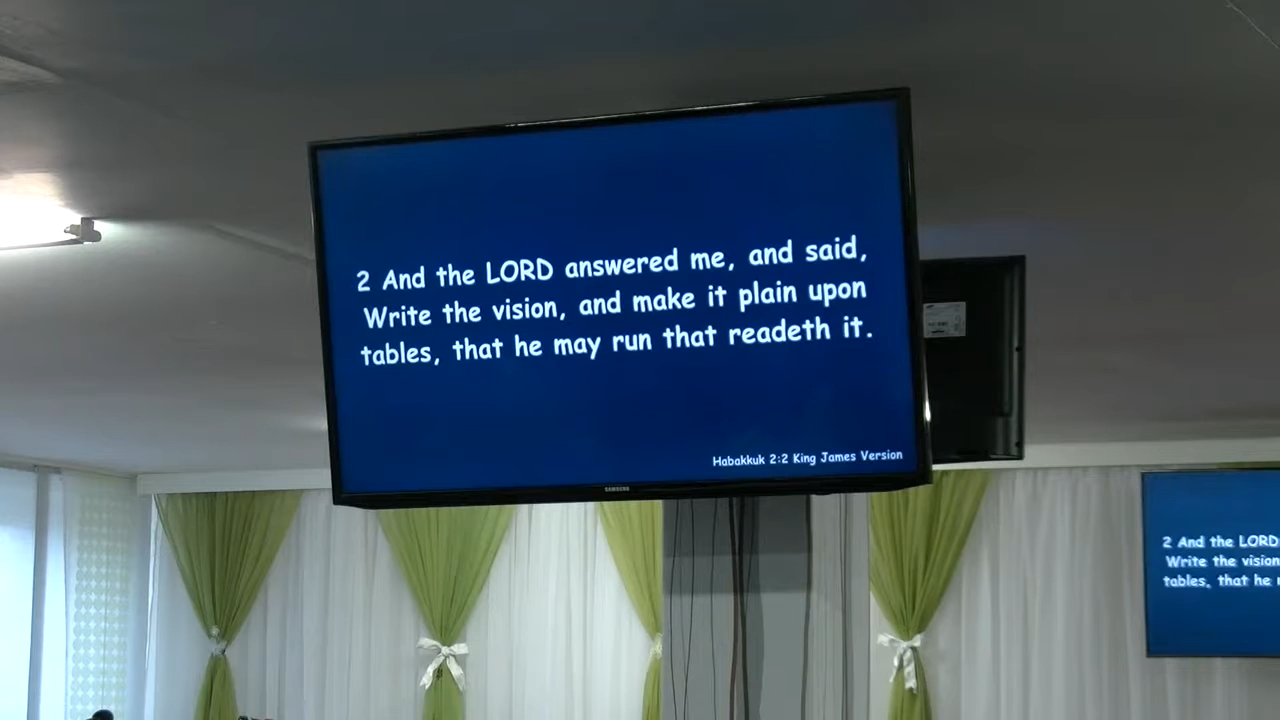 2 And the LORD answered me, and said,
Write the vision, and make it plain upon
tables, that he may run that readeth it.
Habakkuk 2:2 King James Version
SAMSUNG
2 And the LORD
Write the vision
tables, that he